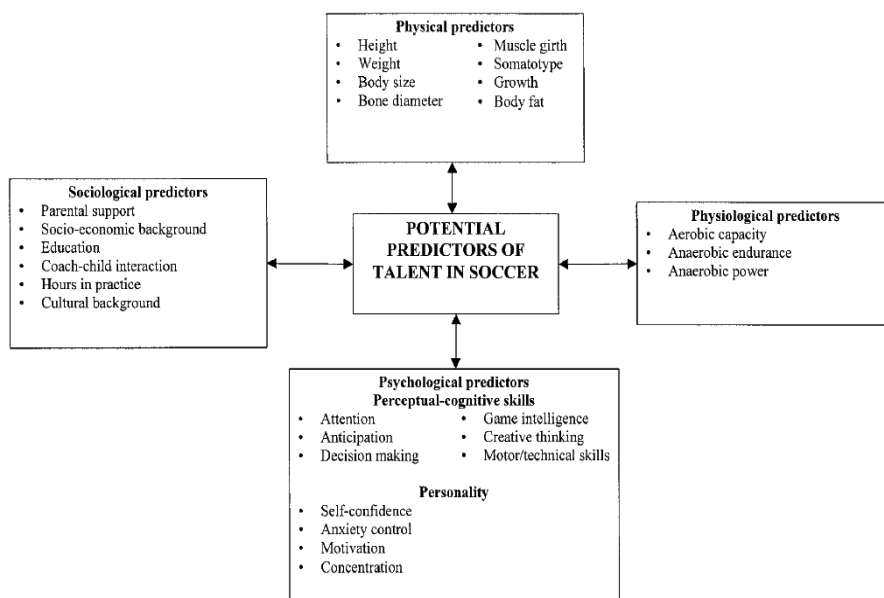 Physical predictors
• Height
• Weight
• Body size
• Bone diameter
• Muscle girth
• Somatotype
• Growth
• Body fat
Sociological predictors
• Parental support
• Socio-economic background
• Education
• Coach-child interaction
• Hours in practice
• Cultural background
POTENTIAL
PREDICTORS OF
TALENT IN SOCCER
Physiological predictors
• Aerobic capacity
• Anaerobic endurance
• Anaerobic power
Psychological predictors
Perceptual-cognitive skills
• Attention
• Anticipation
• Decision making
• Game intelligence
• Creative thinking
• Motor/technical skills
Personality
• Self-confidence
• Anxiety control
• Motivation
• Concentration